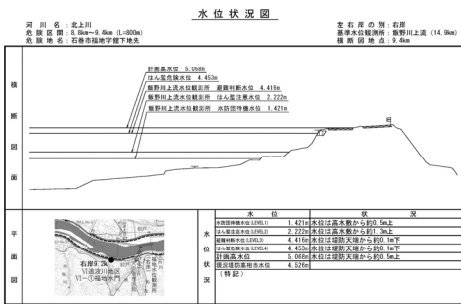 水位状況図
河川名：北上川
危険区間：8.8km～9.4km (L=800m)
危険地名：石巻市福地字舘下地先
左右岸の別：右岸
基準水位観測所：飯野川上流 (14.9km)
横断図地点：9.4km
横断図面
計画高水位 5.068m
はん濫危険水位 4.453m
飯野川上流水位観測所 避難判断水位 4.416m
飯野川上流水位観測所 はん濫注意水位 2.222m
飯野川上流水位観測所 水防団待機水位 1.421m
平面図
右岸9.2k
Ⅵ-①福地水門
水位状況
水位 状況
水防団待機水位(LEVEL1) 1.421m 水位は高水敷から約0.5m上
はん濫注意水位(LEVEL2) 2.222m 水位は高水敷から約1.3m上
避難判断水位(LEVEL3) 4.416m 水位は堤防天端から約0.1m下
はん濫危険水位(LEVEL4) 4.453m 水位は堤防天端から約0.1m下
計画高水位 5.068m 水位は堤防天端から約0.5m上
現況堤防高相当水位 4.526m
(特記)